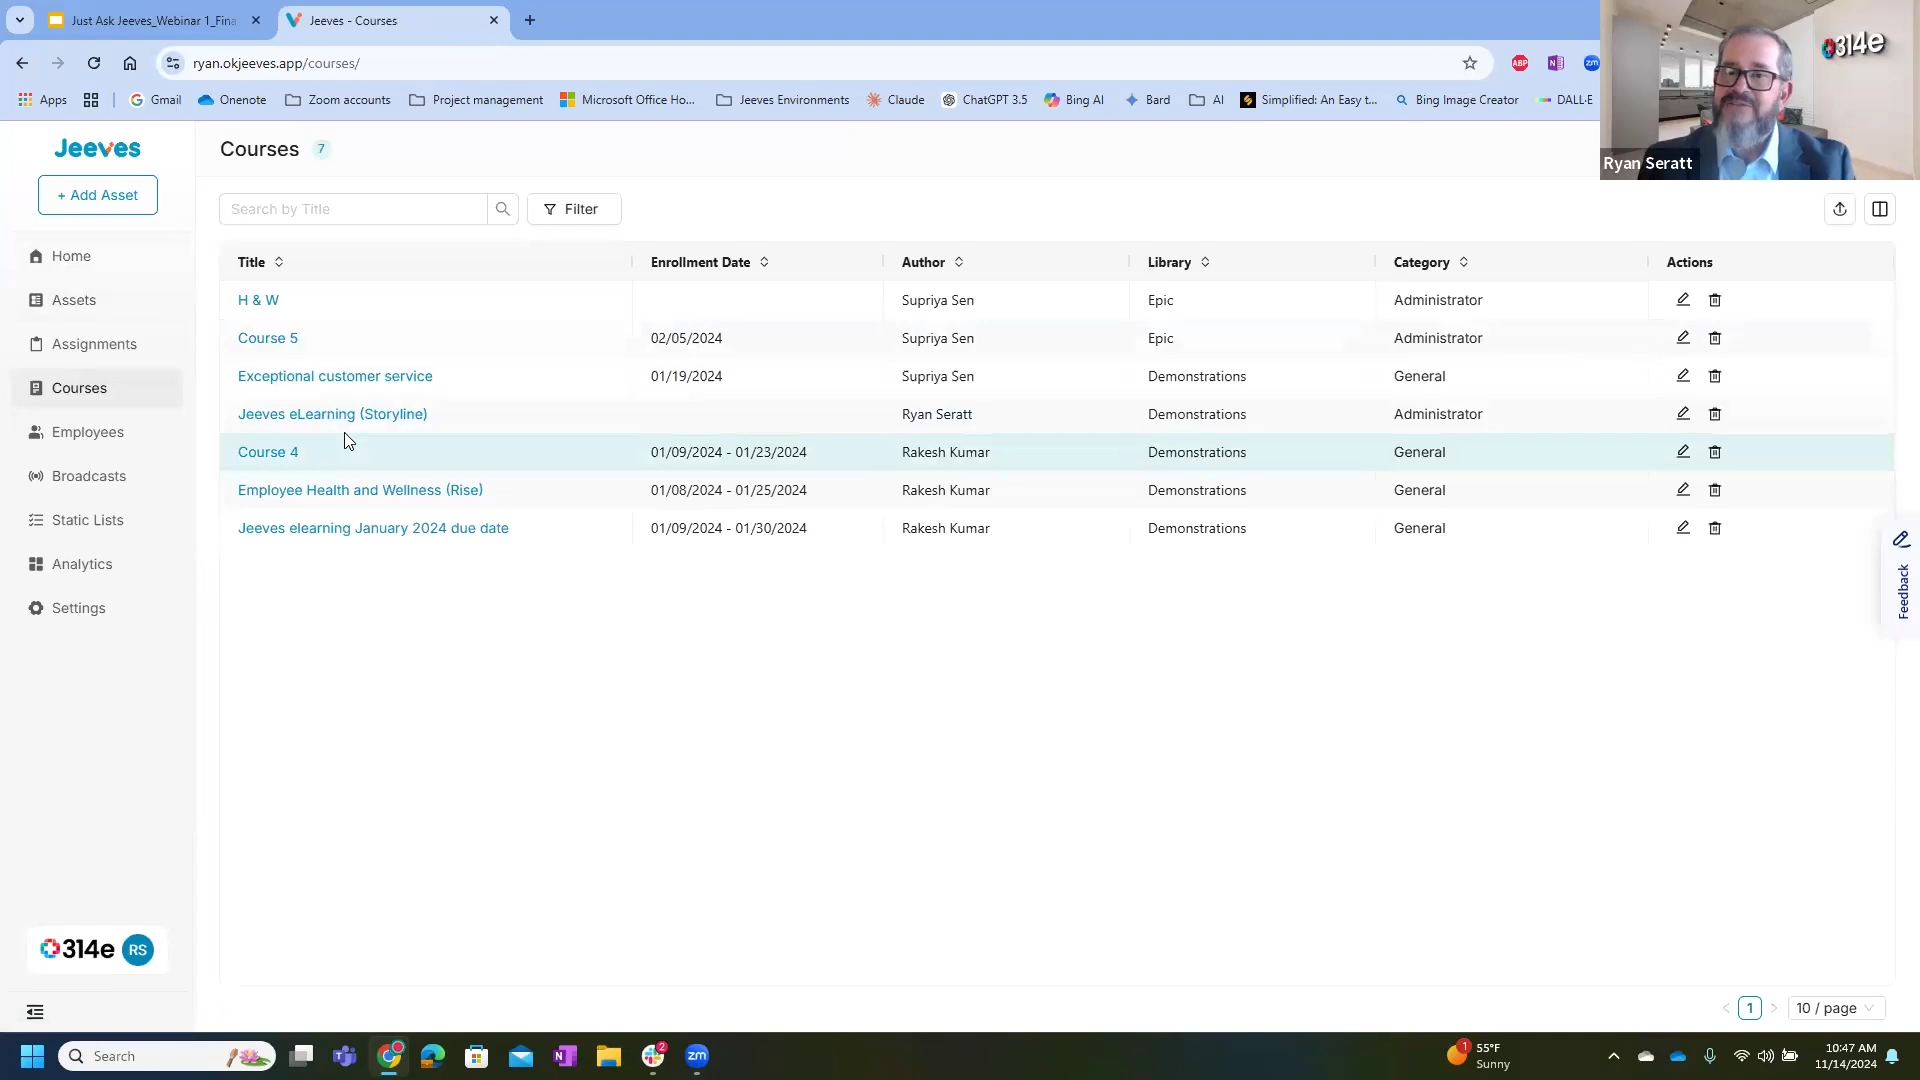 Just Ask Jeeves_Webinar 1_Fina
Jeeves - Courses
ryan.okjeeves.app/courses/
Apps
Gmail
Onenote
Zoom accounts
Project management
Microsoft Office Ho...
Jeeves Environments
Claude
ChatGPT 3.5
Bing AI
Bard
AI
Simplified: An Easy t...
Bing Image Creator
DALL·E
ABP
N
zm
314e
Ryan Seratt
Jeeves
+ Add Asset
Home
Assets
Assignments
Courses
Employees
Broadcasts
Static Lists
Analytics
Settings
314e RS
Courses 7
Search by Title
Filter
Title Enrollment Date Author Library Category Actions
H & W Supriya Sen Epic Administrator
Course 5 02/05/2024 Supriya Sen Epic Administrator
Exceptional customer service 01/19/2024 Supriya Sen Demonstrations General
Jeeves eLearning (Storyline) Ryan Seratt Demonstrations Administrator
Course 4 01/09/2024 - 01/23/2024 Rakesh Kumar Demonstrations General
Employee Health and Wellness (Rise) 01/08/2024 - 01/25/2024 Rakesh Kumar Demonstrations General
Jeeves elearning January 2024 due date 01/09/2024 - 01/30/2024 Rakesh Kumar Demonstrations General
Feedback
1
10 / page
Search
2
zm
1
55°F
Sunny
10:47 AM
11/14/2024